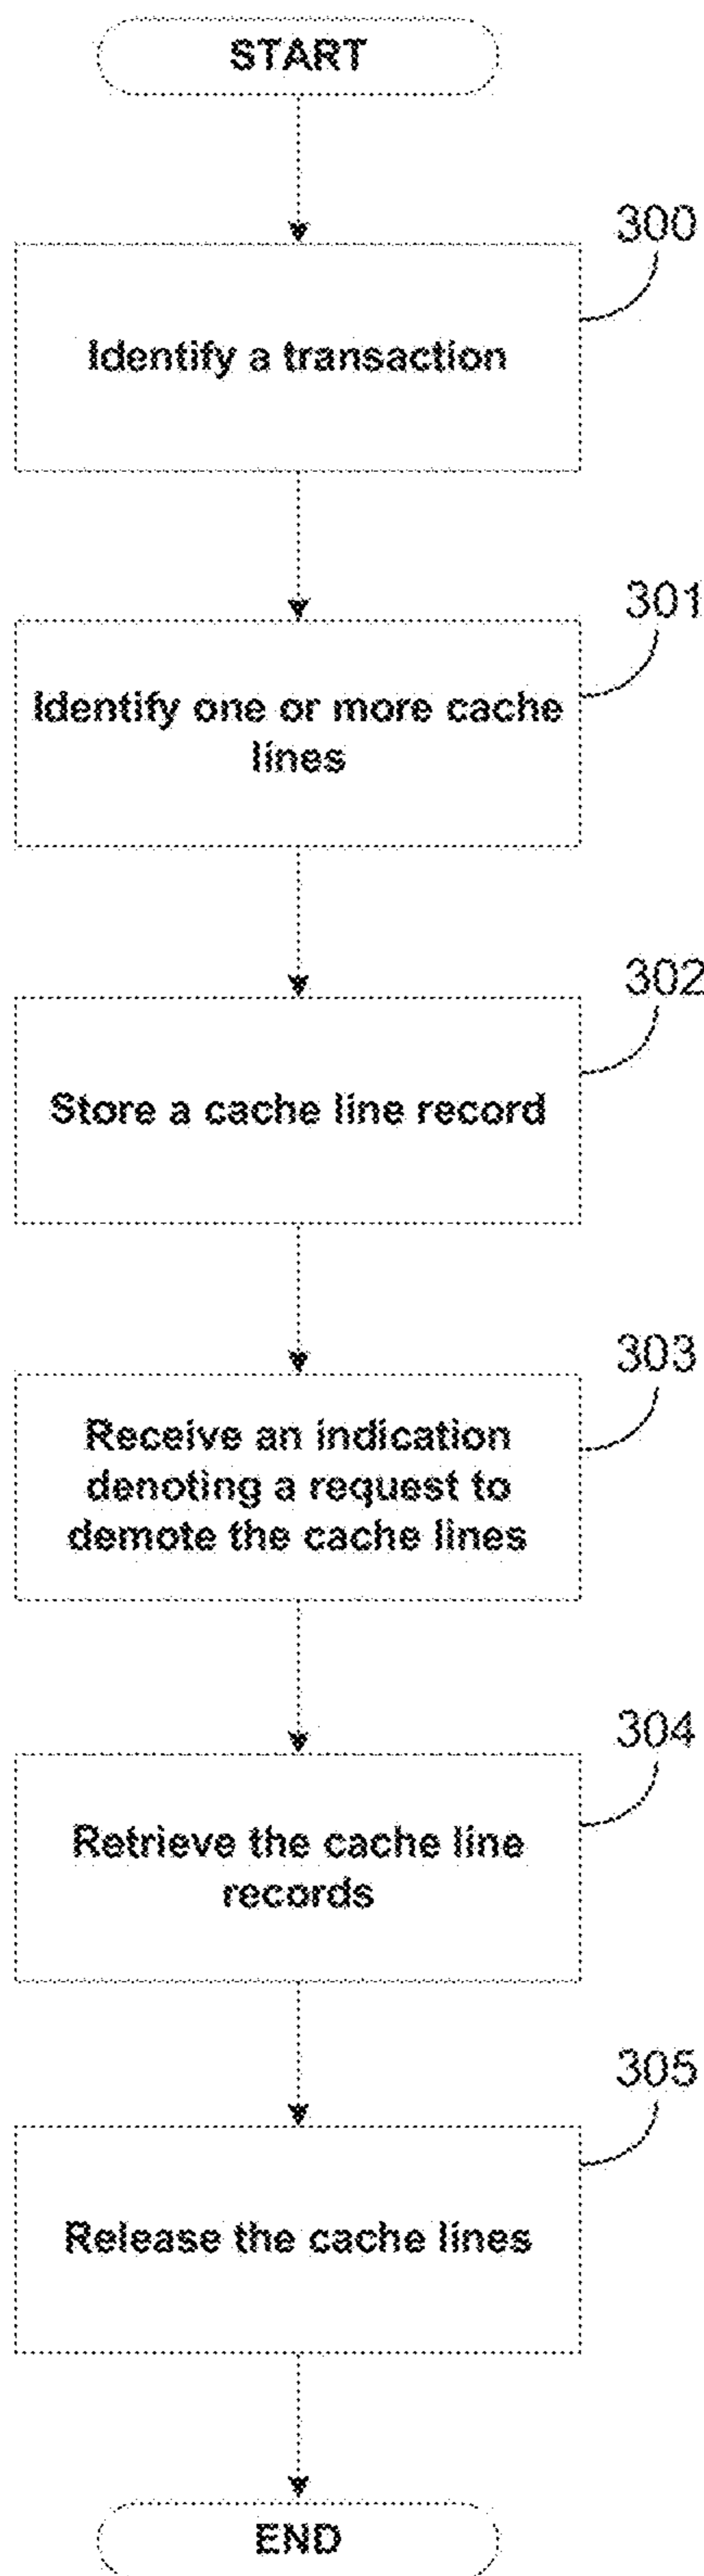 START
300
Identify a transaction
301
Identify one or more cache
lines
302
Store a cache line record
303
Receive an indication
denoting a request to
demote the cache lines
304
Retrieve the cache line
records
305
Release the cache lines
END